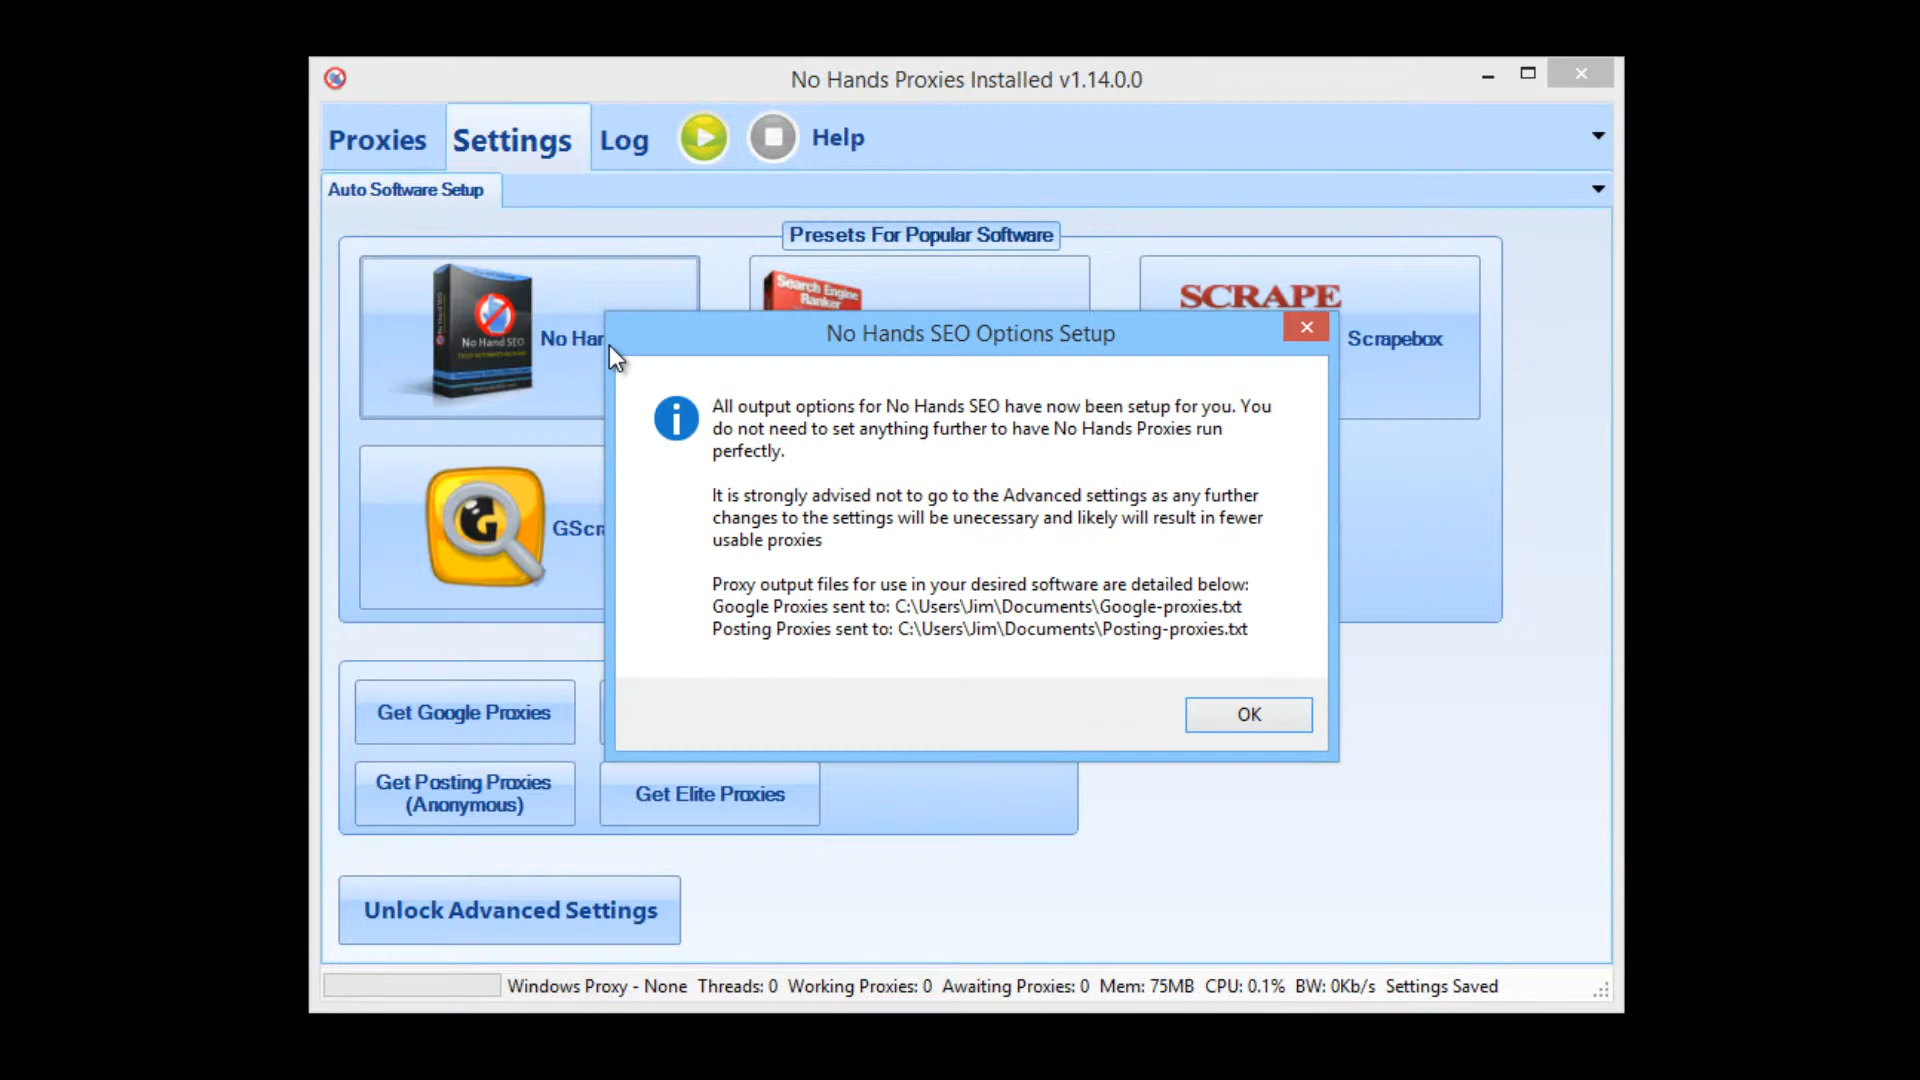 No Hands Proxies Installed v1.14.0.0
Proxies
Settings
Log
Help
Auto Software Setup
Presets For Popular Software
No Hand SEO
No Har
Search Engine
Ranker
SCRAPE
Scrapebox
No Hands SEO Options Setup
All output options for No Hands SEO have now been setup for you. You
do not need to set anything further to have No Hands Proxies run
perfectly.
It is strongly advised not to go to the Advanced settings as any further
changes to the settings will be unecessary and likely will result in fewer
usable proxies
Proxy output files for use in your desired software are detailed below:
Google Proxies sent to: C:\Users\Jim\Documents\Google-proxies.txt
Posting Proxies sent to: C:\Users\Jim\Documents\Posting-proxies.txt
OK
G
GScra
Get Google Proxies
Get Posting Proxies
(Anonymous)
Get Elite Proxies
Unlock Advanced Settings
Windows Proxy - None Threads: 0 Working Proxies: 0 Awaiting Proxies: 0 Mem: 75MB CPU: 0.1% BW: 0Kb/s Settings Saved